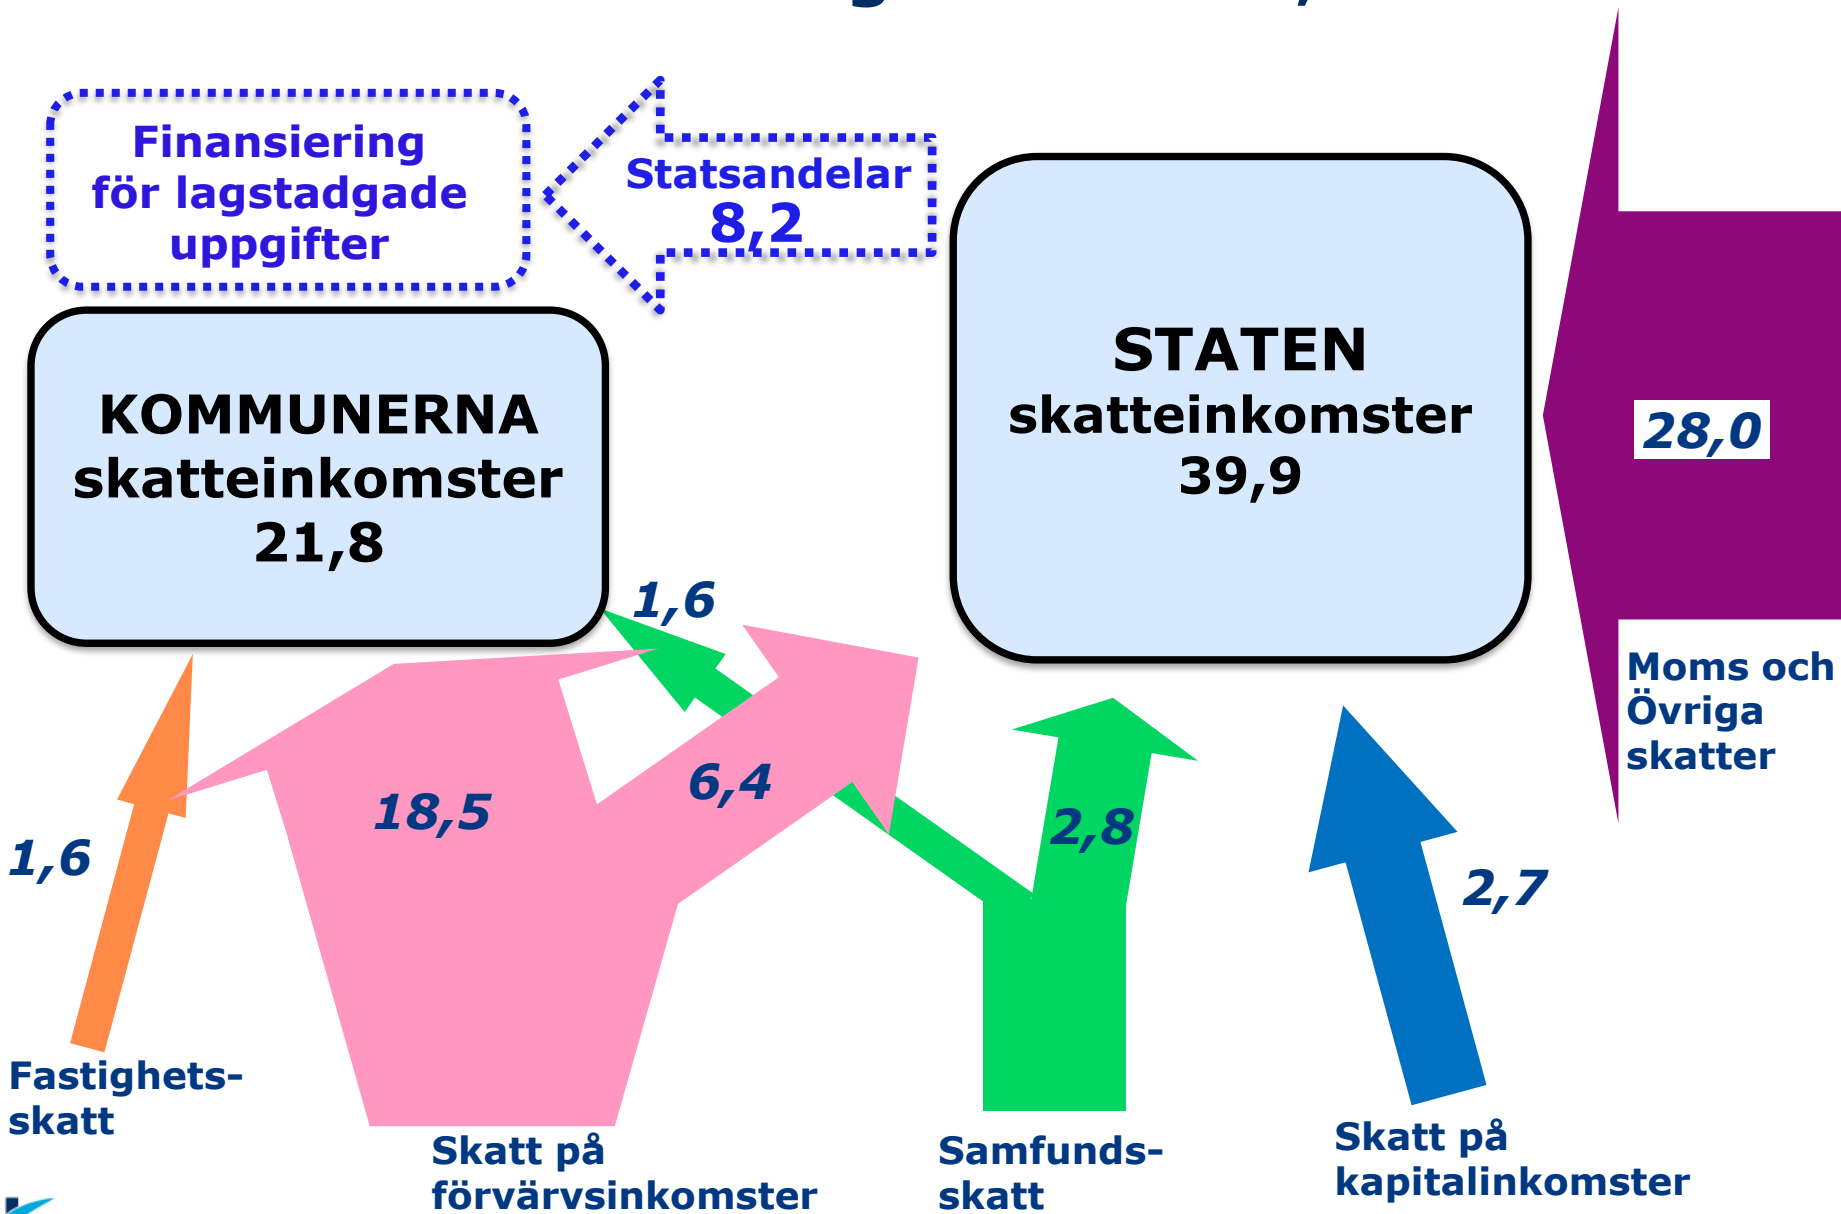 Finansiering
för lagstadgade
uppgifter
Statsandelar
8,2
KOMMUNERNA
skatteinkomster
21,8
STATEN
skatteinkomster
39,9
28,0
Moms och
Övriga
skatter
1,6
1,6
18,5
6,4
2,8
2,7
Fastighets-
skatt
Skatt på
förvärvsinkomster
Samfunds-
skatt
Skatt på
kapitalinkomster